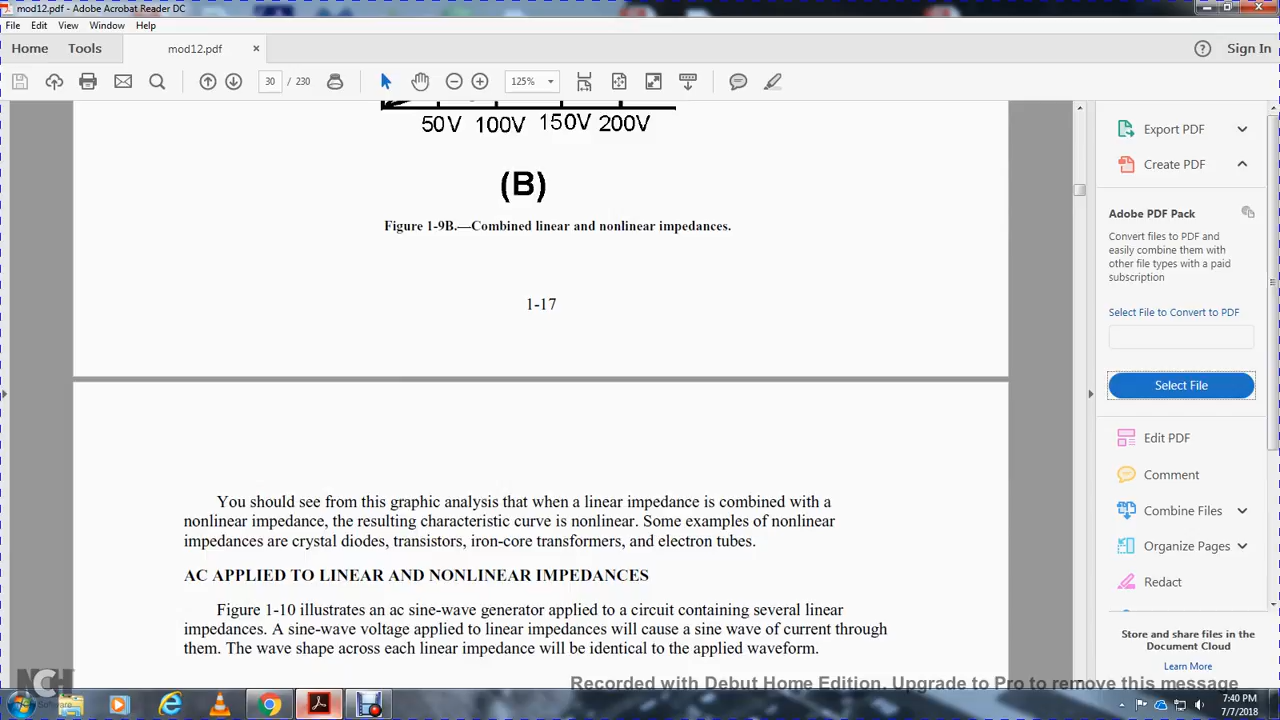 mod12.pdf - Adobe Acrobat Reader DC
File Edit View Window Help
Home Tools mod12.pdf × Sign In
30 / 230 125%
50V 100V 150V 200V
(B)
Figure 1-9B.—Combined linear and nonlinear impedances.
1-17
You should see from this graphic analysis that when a linear impedance is combined with a
nonlinear impedance, the resulting characteristic curve is nonlinear. Some examples of nonlinear
impedances are crystal diodes, transistors, iron-core transformers, and electron tubes.
AC APPLIED TO LINEAR AND NONLINEAR IMPEDANCES
Figure 1-10 illustrates an ac sine-wave generator applied to a circuit containing several linear
impedances. A sine-wave voltage applied to linear impedances will cause a sine wave of current through
them. The wave shape across each linear impedance will be identical to the applied waveform.
Export PDF
Create PDF
Adobe PDF Pack
Convert files to PDF and
easily combine them with
other file types with a paid
subscription
Select File to Convert to PDF
Select File
Edit PDF
Comment
Combine Files
Organize Pages
Redact
Store and share files in the
Document Cloud
Learn More
NCH
Software
Recorded with Debut Home Edition. Upgrade to Pro to remove this message
7:40 PM
7/7/2018